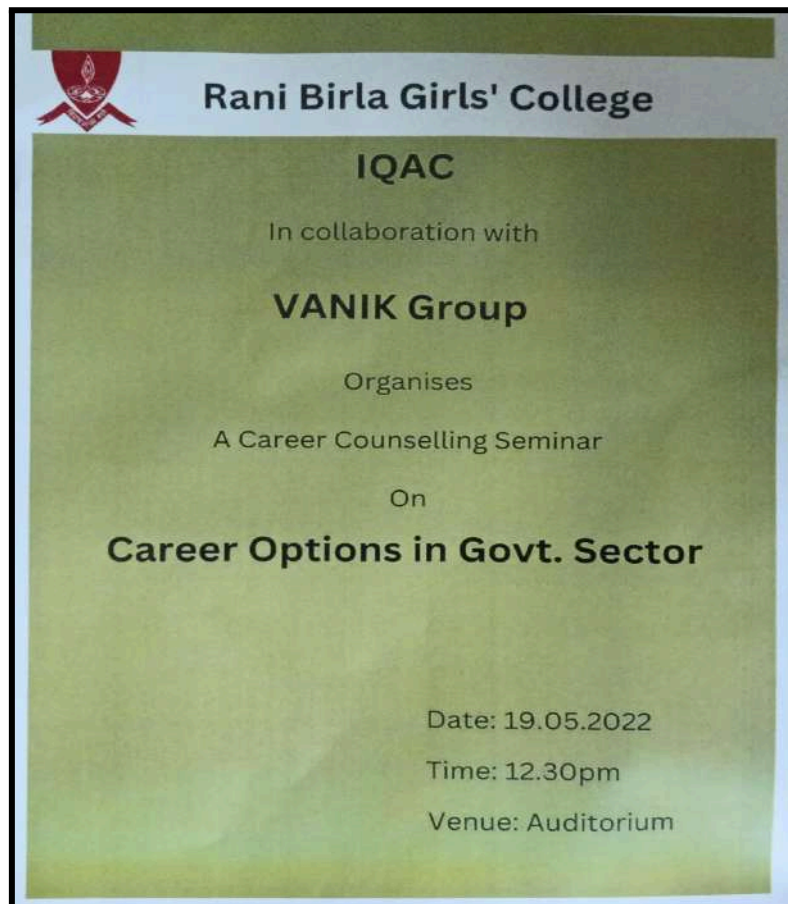 Rani Birla Girls' College
IQAC
In collaboration with
VANIK Group
Organises
A Career Counselling Seminar
On
Career Options in Govt. Sector
Date: 19.05.2022
Time: 12.30pm
Venue: Auditorium